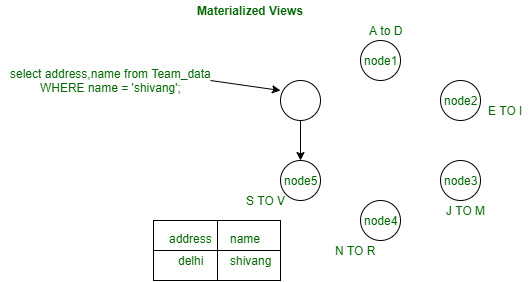 Materialized Views
A to D
node1
select address,name from Team_data
WHERE name = 'shivang';
node2
E TO I
node5
S TO V
node3
J TO M
node4
N TO R
address name
delhi shivang